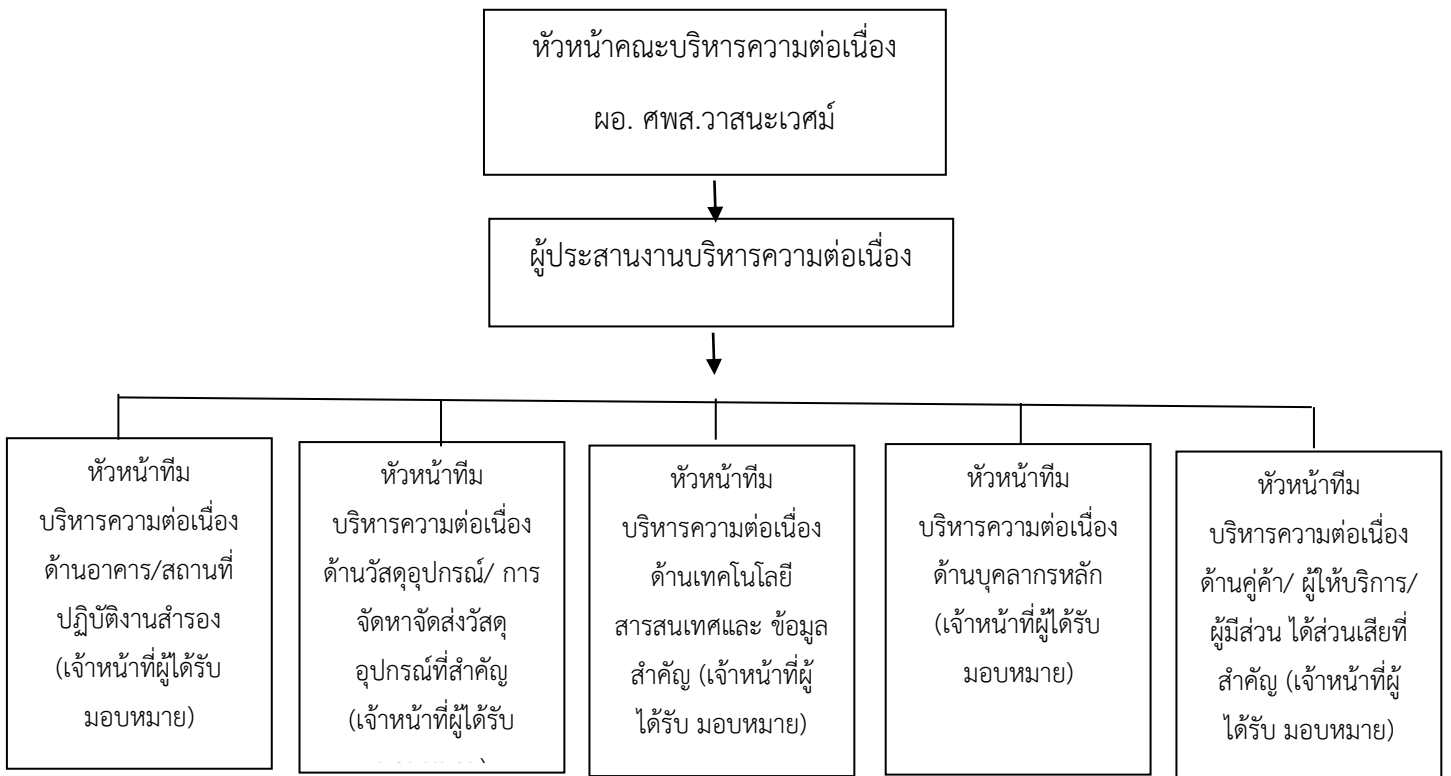 หัวหน้าคณะบริหารความต่อเนื่อง
ผอ. ศพส.วาสนะเวศม์
ผู้ประสานงานบริหารความต่อเนื่อง
หัวหน้าทีม
บริหารความต่อเนื่อง
ด้านอาคาร/สถานที่
ปฏิบัติงานสำรอง
(เจ้าหน้าที่ผู้ได้รับ
มอบหมาย)
หัวหน้าทีม
บริหารความต่อเนื่อง
ด้านวัสดุอุปกรณ์/ การ
จัดหาจัดส่งวัสดุ
อุปกรณ์ที่สำคัญ
(เจ้าหน้าที่ผู้ได้รับ
หัวหน้าทีม
บริหารความต่อเนื่อง
ด้านเทคโนโลยี
สารสนเทศและ ข้อมูล
สำคัญ (เจ้าหน้าที่ผู้
ได้รับ มอบหมาย)
หัวหน้าทีม
บริหารความต่อเนื่อง
ด้านบุคลากรหลัก
(เจ้าหน้าที่ผู้ได้รับ
มอบหมาย)
หัวหน้าทีม
บริหารความต่อเนื่อง
ด้านคู่ค้า/ ผู้ให้บริการ/
ผู้มีส่วน ได้ส่วนเสียที่
สำคัญ (เจ้าหน้าที่ผู้
ได้รับ มอบหมาย)